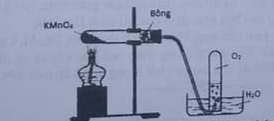 Bông
KMnO₄
O₂
H₂O